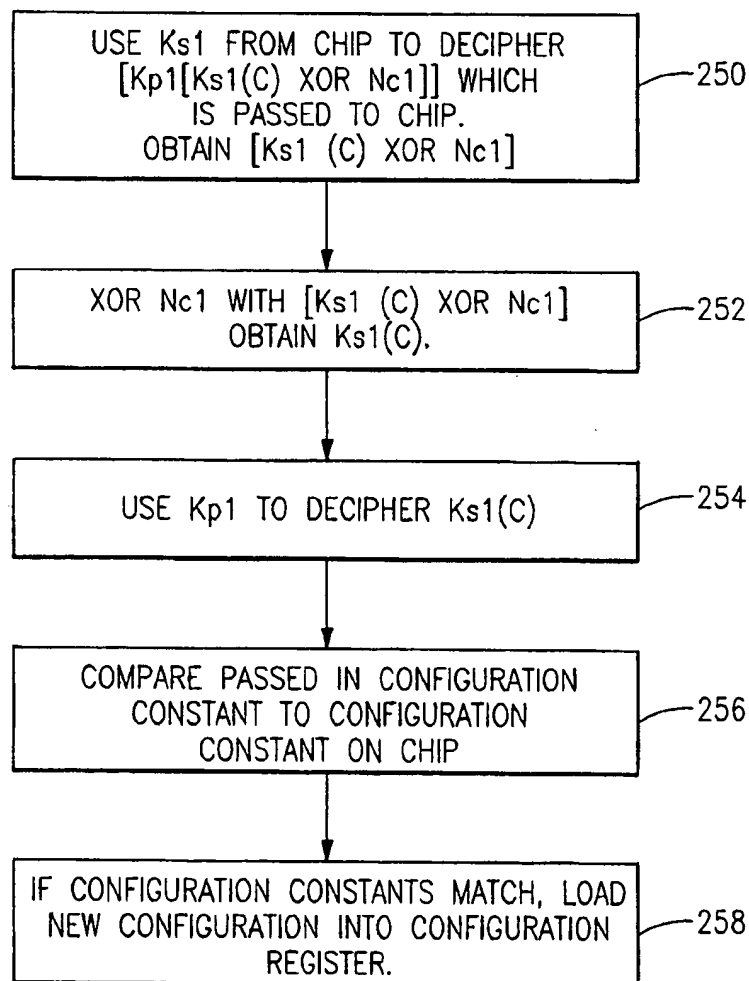 USE Ks1 FROM CHIP TO DECIPHER
[Kp1[Ks1(C) XOR Nc1]] WHICH
IS PASSED TO CHIP.
OBTAIN [Ks1 (C) XOR Nc1]
250
XOR Nc1 WITH [Ks1 (C) XOR Nc1]
OBTAIN Ks1(C).
252
USE Kp1 TO DECIPHER Ks1(C)
254
COMPARE PASSED IN CONFIGURATION
CONSTANT TO CONFIGURATION
CONSTANT ON CHIP
256
IF CONFIGURATION CONSTANTS MATCH, LOAD
NEW CONFIGURATION INTO CONFIGURATION
REGISTER.
258